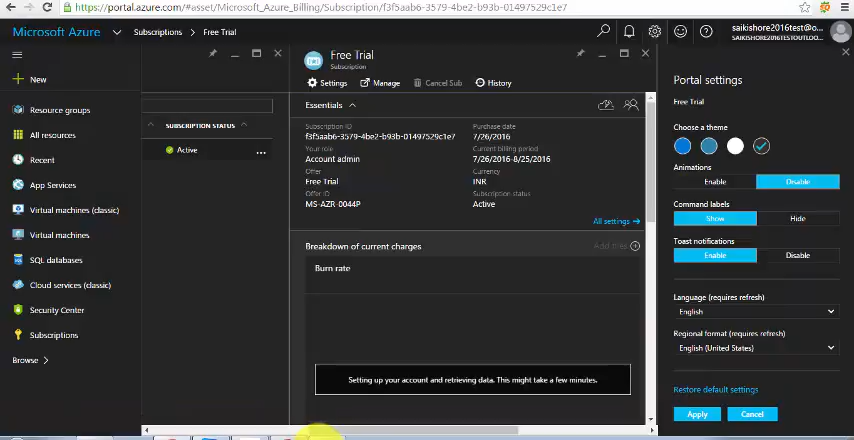 https://portal.azure.com/#asset/Microsoft_Azure_Billing/Subscription/f3f5aab6-3579-4be2-b93b-01497529c1e7
Microsoft Azure
Subscriptions
Free Trial
saikishore2016test@o...
SAIKISHORE2016TESTOUTLOO...
New
Resource groups
All resources
Recent
App Services
Virtual machines (classic)
Virtual machines
SQL databases
Cloud services (classic)
Security Center
Subscriptions
Browse
SUBSCRIPTION STATUS
Active
...
Free Trial
Subscription
Settings
Manage
Cancel Sub
History
Essentials
Subscription ID
f3f5aab6-3579-4be2-b93b-01497529c1e7
Your role
Account admin
Offer
Free Trial
Offer ID
MS-AZR-0044P
Purchase date
7/26/2016
Current billing period
7/26/2016-8/25/2016
Currency
INR
Subscription status
Active
All settings
Breakdown of current charges
Add tiles
Burn rate
Setting up your account and retrieving data. This might take a few minutes.
Portal settings
Free Trial
Choose a theme
Animations
Enable
Disable
Command labels
Show
Hide
Toast notifications
Enable
Disable
Language (requires refresh)
English
Regional format (requires refresh)
English (United States)
Restore default settings
Apply
Cancel